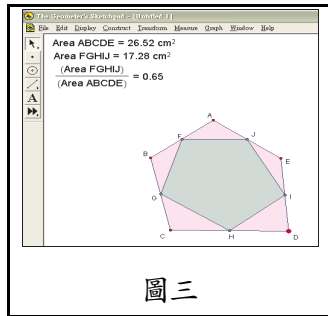 The Geometer's Sketchpad - [Untitled 1]
File Edit Display Construct Transform Measure Graph Window Help
Area ABCDE = 26.52 cm²
Area FGHIJ = 17.28 cm²
(Area FGHIJ)
(Area ABCDE)
= 0.65
A
A
F
J
B
E
G
I
C
H
D
圖三